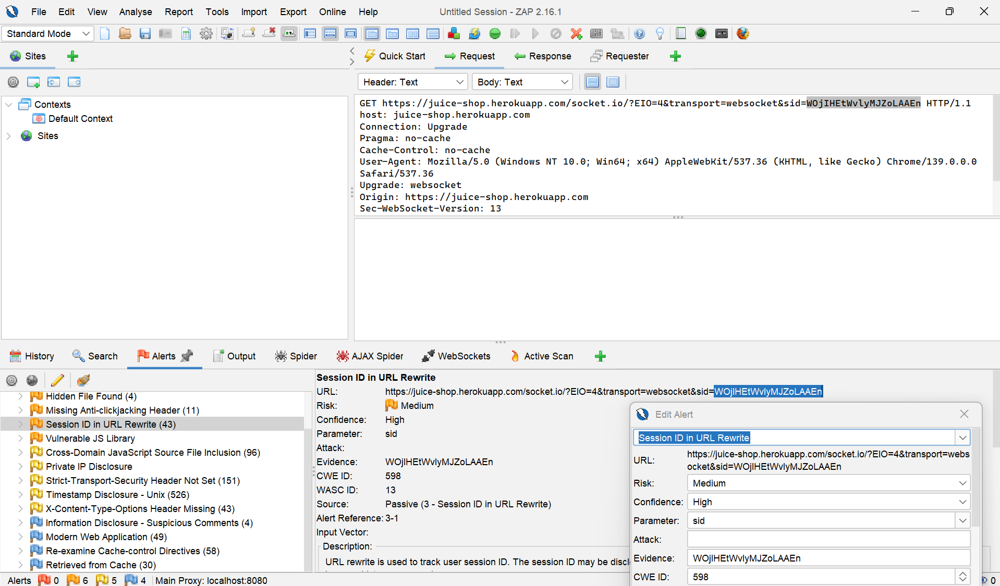 File Edit View Analyse Report Tools Import Export Online Help
Untitled Session - ZAP 2.16.1
Standard Mode
Sites
Quick Start
Request
Response
Requester
Header: Text
Body: Text
Contexts
Default Context
Sites
GET https://juice-shop.herokuapp.com/socket.io/?EIO=4&transport=websocket&sid=WOjIHEtWvlyMJZoLAAEn HTTP/1.1
host: juice-shop.herokuapp.com
Connection: Upgrade
Pragma: no-cache
Cache-Control: no-cache
User-Agent: Mozilla/5.0 (Windows NT 10.0; Win64; x64) AppleWebKit/537.36 (KHTML, like Gecko) Chrome/139.0.0.0
Safari/537.36
Upgrade: websocket
Origin: https://juice-shop.herokuapp.com
Sec-WebSocket-Version: 13
History
Search
Alerts
Output
Spider
AJAX Spider
WebSockets
Active Scan
Hidden File Found (4)
Missing Anti-clickjacking Header (11)
Session ID in URL Rewrite (43)
Vulnerable JS Library
Cross-Domain JavaScript Source File Inclusion (96)
Private IP Disclosure
Strict-Transport-Security Header Not Set (151)
Timestamp Disclosure - Unix (526)
X-Content-Type-Options Header Missing (43)
Information Disclosure - Suspicious Comments (4)
Modern Web Application (49)
Re-examine Cache-control Directives (58)
Retrieved from Cache (30)
Session ID in URL Rewrite
URL: https://juice-shop.herokuapp.com/socket.io/?EIO=4&transport=websocket&sid=WOjIHEtWvlyMJZoLAAEn
Risk: Medium
Confidence: High
Parameter: sid
Attack:
Evidence: WOjIHEtWvlyMJZoLAAEn
CWE ID: 598
WASC ID: 13
Source: Passive (3 - Session ID in URL Rewrite)
Alert Reference: 3-1
Input Vector:
Description:
URL rewrite is used to track user session ID. The session ID may be discl
Edit Alert
Session ID in URL Rewrite
URL: https://juice-shop.herokuapp.com/socket.io/?EIO=4&transport=webs
ocket&sid=WOjIHEtWvlyMJZoLAAEn
Risk: Medium
Confidence: High
Parameter: sid
Attack:
Evidence: WOjIHEtWvlyMJZoLAAEn
CWE ID: 598
Alerts 0 6 5 4 Main Proxy: localhost:8080
0